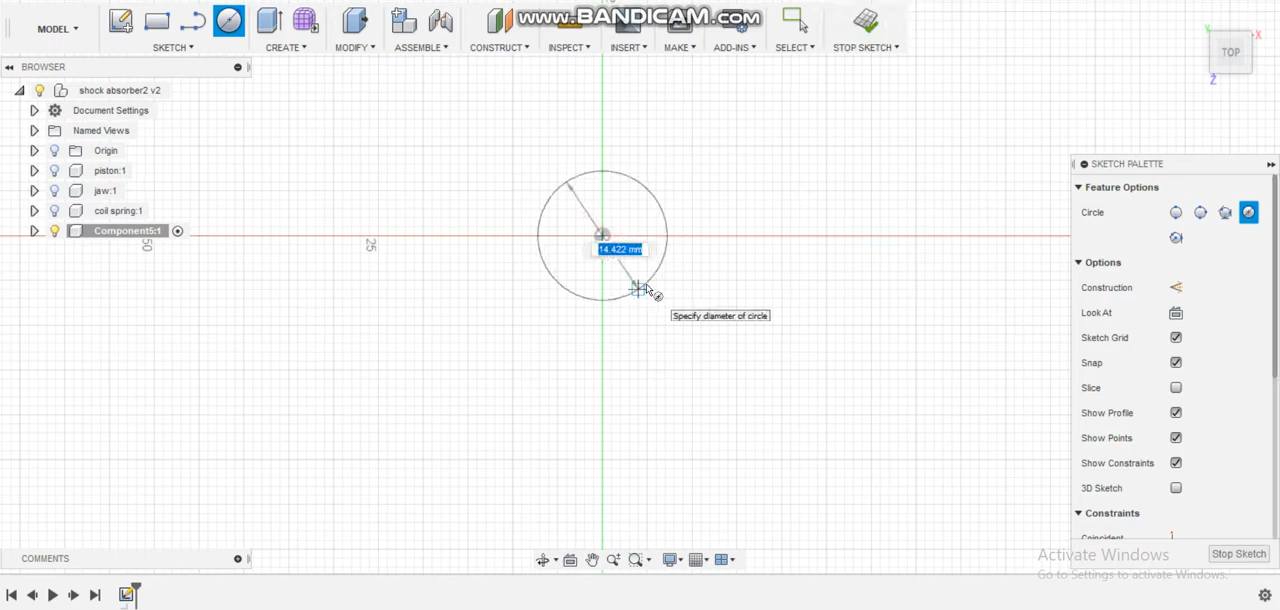 www.BANDICAM.com
MODEL
SKETCH
CREATE
MODIFY
ASSEMBLE
CONSTRUCT
INSPECT
INSERT
MAKE
ADD-INS
SELECT
STOP SKETCH
Y
X
TOP
Z
BROWSER
shock absorber2 v2
Document Settings
Named Views
Origin
piston:1
jaw:1
coil spring:1
Component5:1
50
25
14.422 mm
Specify diameter of circle
SKETCH PALETTE
Feature Options
Circle
Options
Construction
Look At
Sketch Grid
Snap
Slice
Show Profile
Show Points
Show Constraints
3D Sketch
Constraints
Coincident
Stop Sketch
Activate Windows
Go to Settings to activate Windows.
COMMENTS